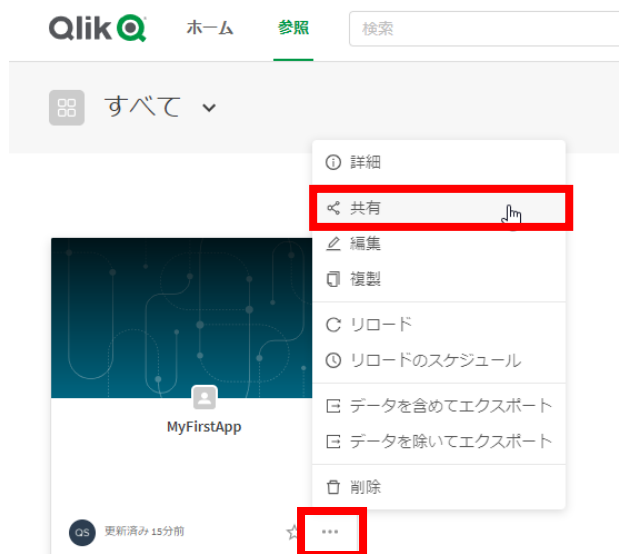 Qlik ホーム 参照 検索
すべて
詳細
共有
編集
複製
リロード
リロードのスケジュール
データを含めてエクスポート
データを除いてエクスポート
削除
MyFirstApp
QS 更新済み 15分前